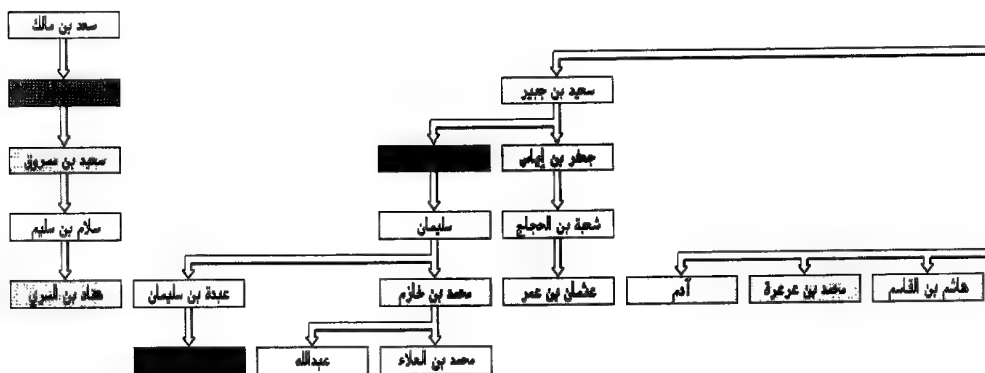 سعد بن مالك
سعيد بن جبير
سعيد بن مسروق
جعفر بن إياس
سلام بن سليم
سليمان
شعبة بن الحجاج
هناد بن السري
عبدة بن سليمان
محمد بن خازم
عثمان بن عمر
آدم
محمد بن عرعرة
هاشم بن القاسم
عبدالله
محمد بن العلاء